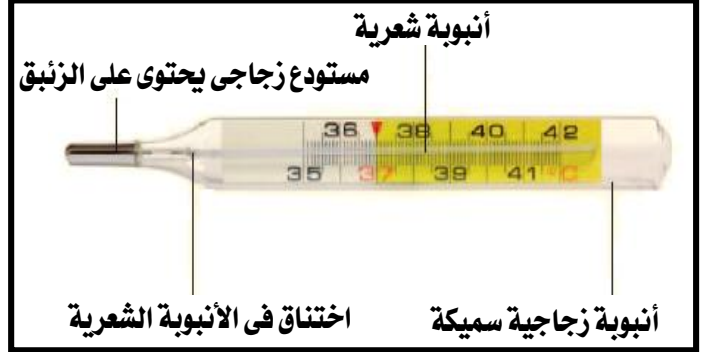 أنبوبة شعرية
مستودع زجاجى يحتوى على الزئبق
36 38 40 42
35 37 39 41 °C
اختناق فى الأنبوبة الشعرية
أنبوبة زجاجية سميكة